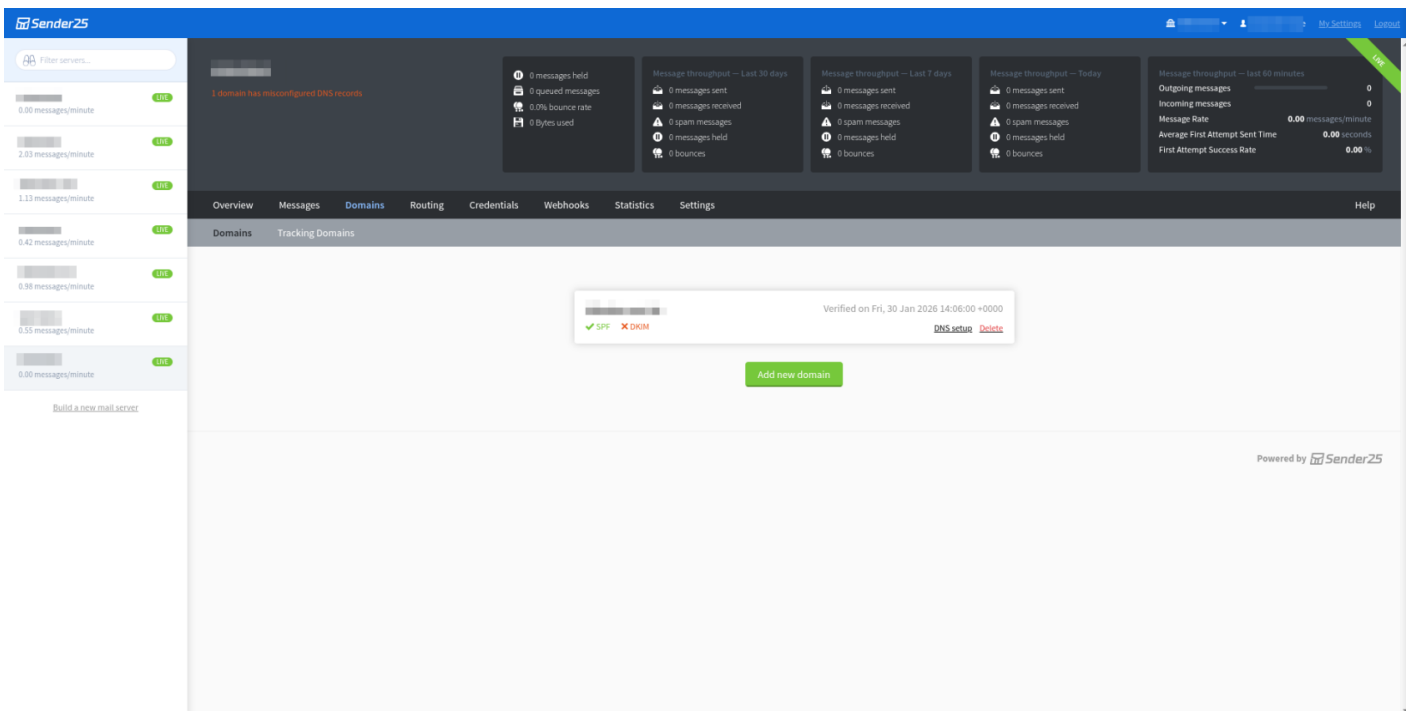 Sender25
My Settings Logout
Filter servers...
LIVE
0.00 messages/minute
LIVE
2.03 messages/minute
LIVE
1.13 messages/minute
LIVE
0.42 messages/minute
LIVE
0.98 messages/minute
LIVE
0.55 messages/minute
LIVE
0.00 messages/minute
Build a new mail server
1 domain has misconfigured DNS records
0 messages held
0 queued messages
0.0% bounce rate
0 Bytes used
Message throughput — Last 30 days
0 messages sent
0 messages received
0 spam messages
0 messages held
0 bounces
Message throughput — Last 7 days
0 messages sent
0 messages received
0 spam messages
0 messages held
0 bounces
Message throughput — Today
0 messages sent
0 messages received
0 spam messages
0 messages held
0 bounces
Message throughput — last 60 minutes
Outgoing messages 0
Incoming messages 0
Message Rate 0.00 messages/minute
Average First Attempt Sent Time 0.00 seconds
First Attempt Success Rate 0.00 %
LIVE
Overview Messages Domains Routing Credentials Webhooks Statistics Settings Help
Domains Tracking Domains
Verified on Fri, 30 Jan 2026 14:06:00 +0000
SPF DKIM DNS setup Delete
Add new domain
Powered by Sender25